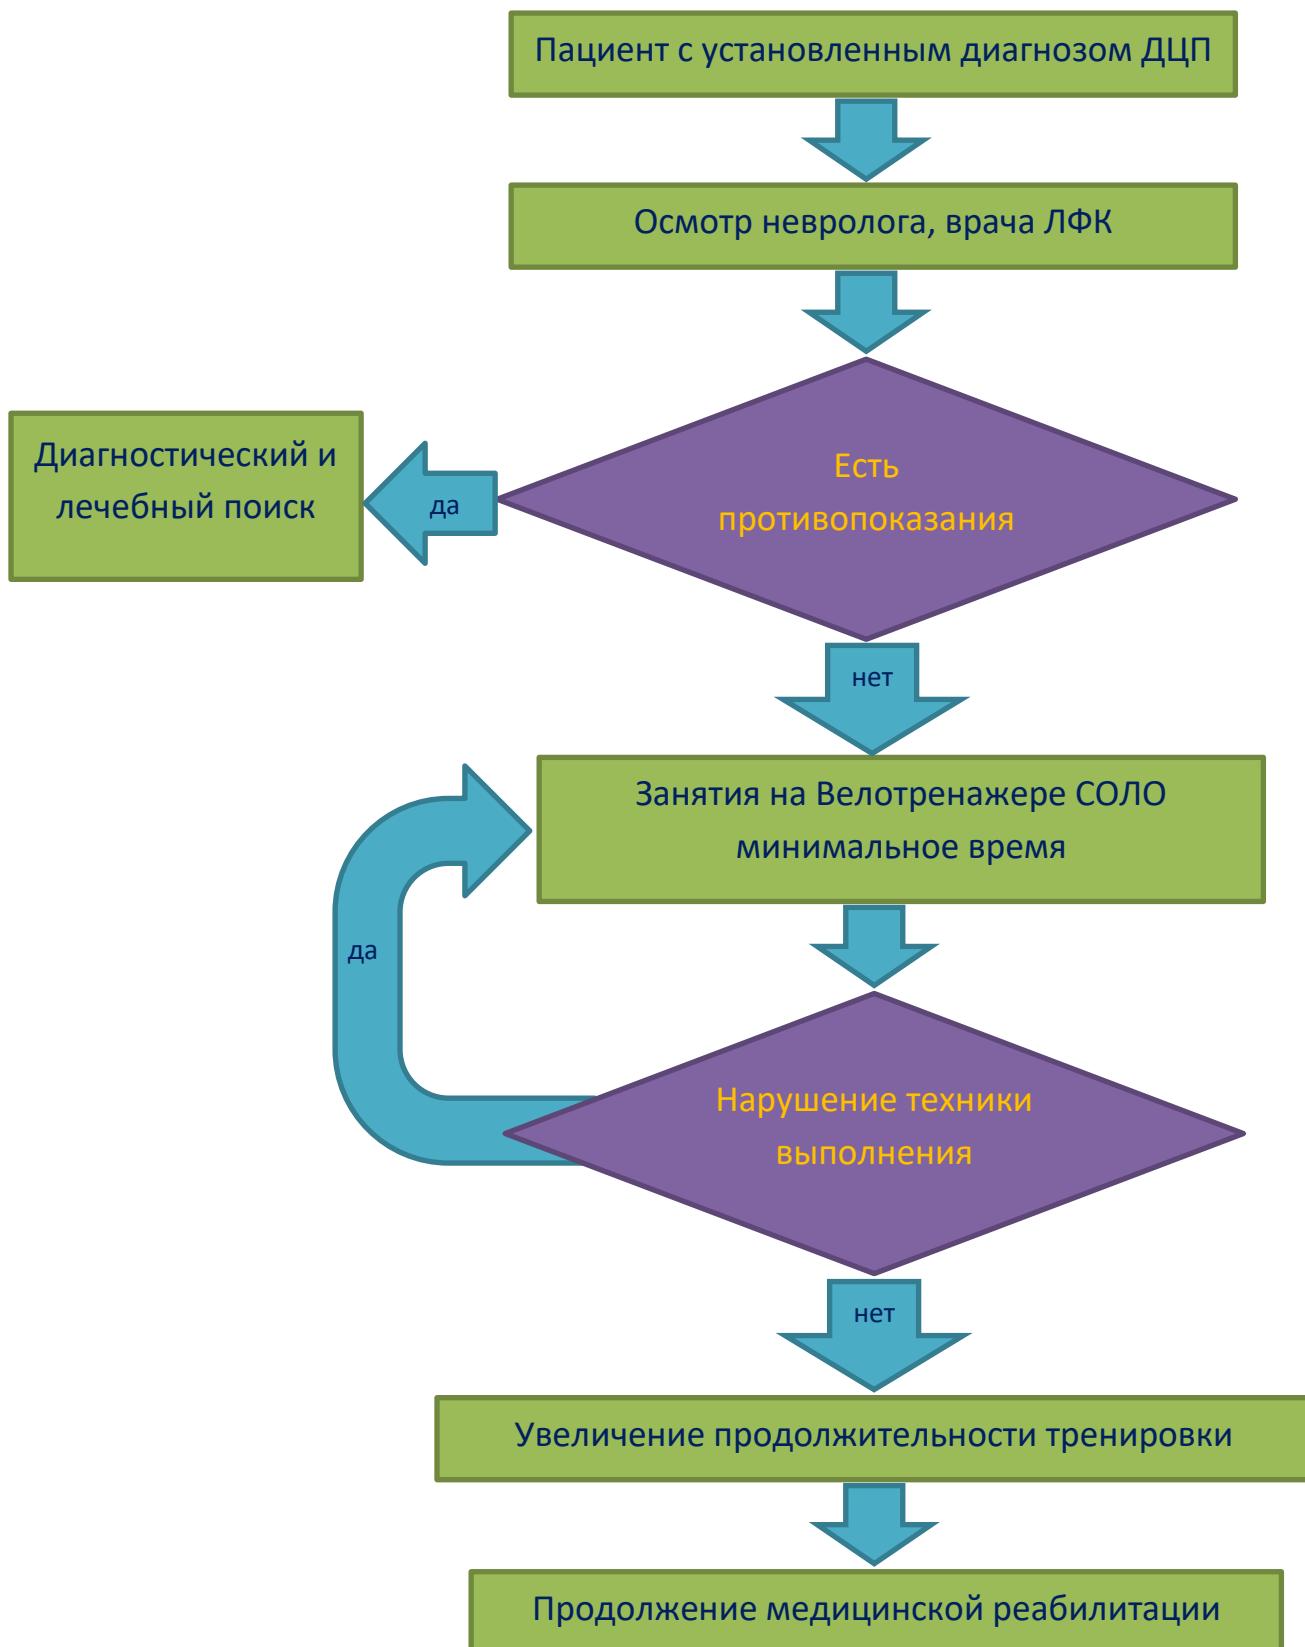 Пациент с установленным диагнозом ДЦП
Осмотр невролога, врача ЛФК
Есть
противопоказания
да
Диагностический и
лечебный поиск
нет
Занятия на Велотренажере СОЛО
минимальное время
да
Нарушение техники
выполнения
нет
Увеличение продолжительности тренировки
Продолжение медицинской реабилитации